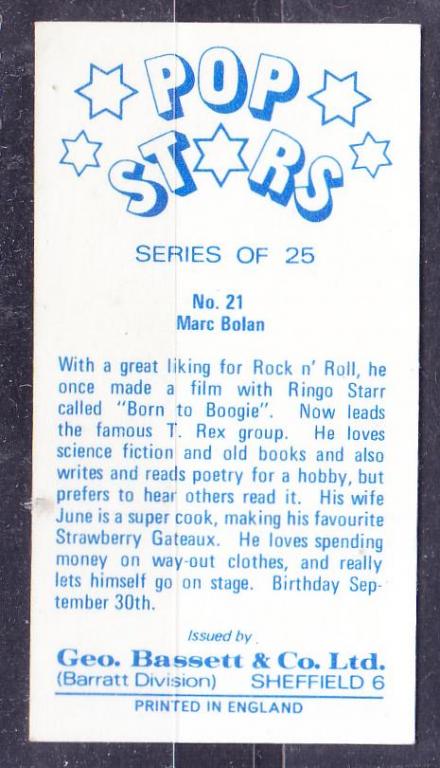 POP
STARS
SERIES OF 25
No. 21
Marc Bolan
With a great liking for Rock n' Roll, he
once made a film with Ringo Starr
called "Born to Boogie". Now leads
the famous T. Rex group. He loves
science fiction and old books and also
writes and reads poetry for a hobby, but
prefers to hear others read it. His wife
June is a super cook, making his favourite
Strawberry Gateaux. He loves spending
money on way-out clothes, and really
lets himself go on stage. Birthday Sep-
tember 30th.
Issued by
Geo. Bassett & Co. Ltd.
(Barratt Division) SHEFFIELD 6
PRINTED IN ENGLAND